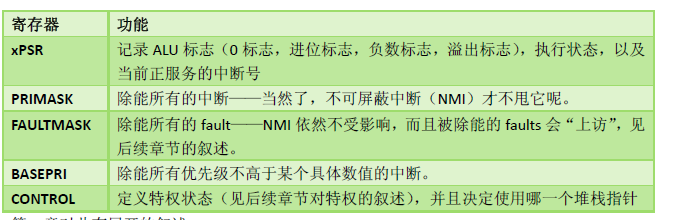 寄存器 功能
xPSR 记录 ALU 标志（0 标志，进位标志，负数标志，溢出标志），执行状态，以及
当前正服务的中断号
PRIMASK 除能所有的中断——当然了，不可屏蔽中断（NMI）才不甩它呢。
FAULTMASK 除能所有的 fault——NMI 依然不受影响，而且被除能的 faults 会“上访”，见
后续章节的叙述。
BASEPRI 除能所有优先级不高于某个具体数值的中断。
CONTROL 定义特权状态（见后续章节对特权的叙述），并且决定使用哪一个堆栈指针